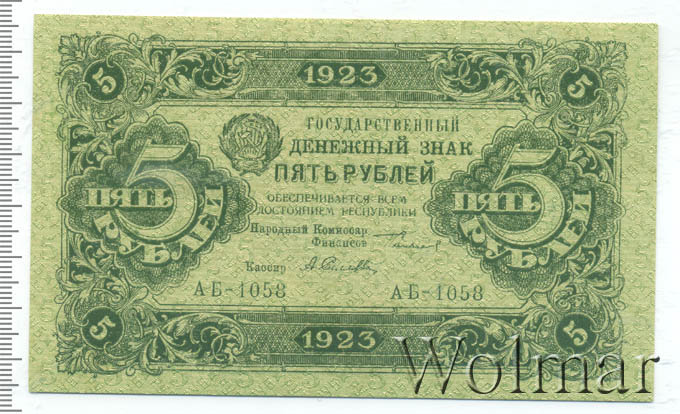 5 1923 5
ГОСУДАРСТВЕННЫЙ
ДЕНЕЖНЫЙ ЗНАК
ПЯТЬ РУБЛЕЙ
ОБЕСПЕЧИВАЕТСЯ ВСЕМ
ДОСТОЯНИЕМ РЕСПУБЛИКИ
Народный Комиссар
Финансов
Кассир
АБ-1058 АБ-1058
5 ПЯТЬ РУБЛЕЙ
5 ПЯТЬ РУБЛЕЙ
5 1923 5
Wolmar